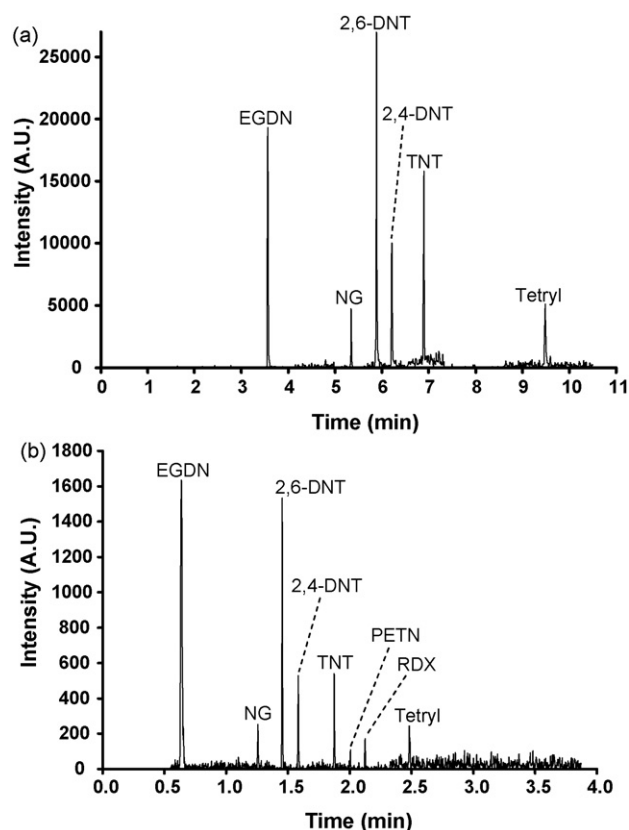 (a)
2,6-DNT
EGDN
2,4-DNT
TNT
NG
Tetryl
Intensity (A.U.)
25000
20000
15000
10000
5000
0
0 1 2 3 4 5 6 7 8 9 10 11
Time (min)
(b)
EGDN
2,6-DNT
2,4-DNT
PETN
TNT
RDX
NG
Tetryl
Intensity (A.U.)
1800
1600
1400
1200
1000
800
600
400
200
0
0.0 0.5 1.0 1.5 2.0 2.5 3.0 3.5 4.0
Time (min)